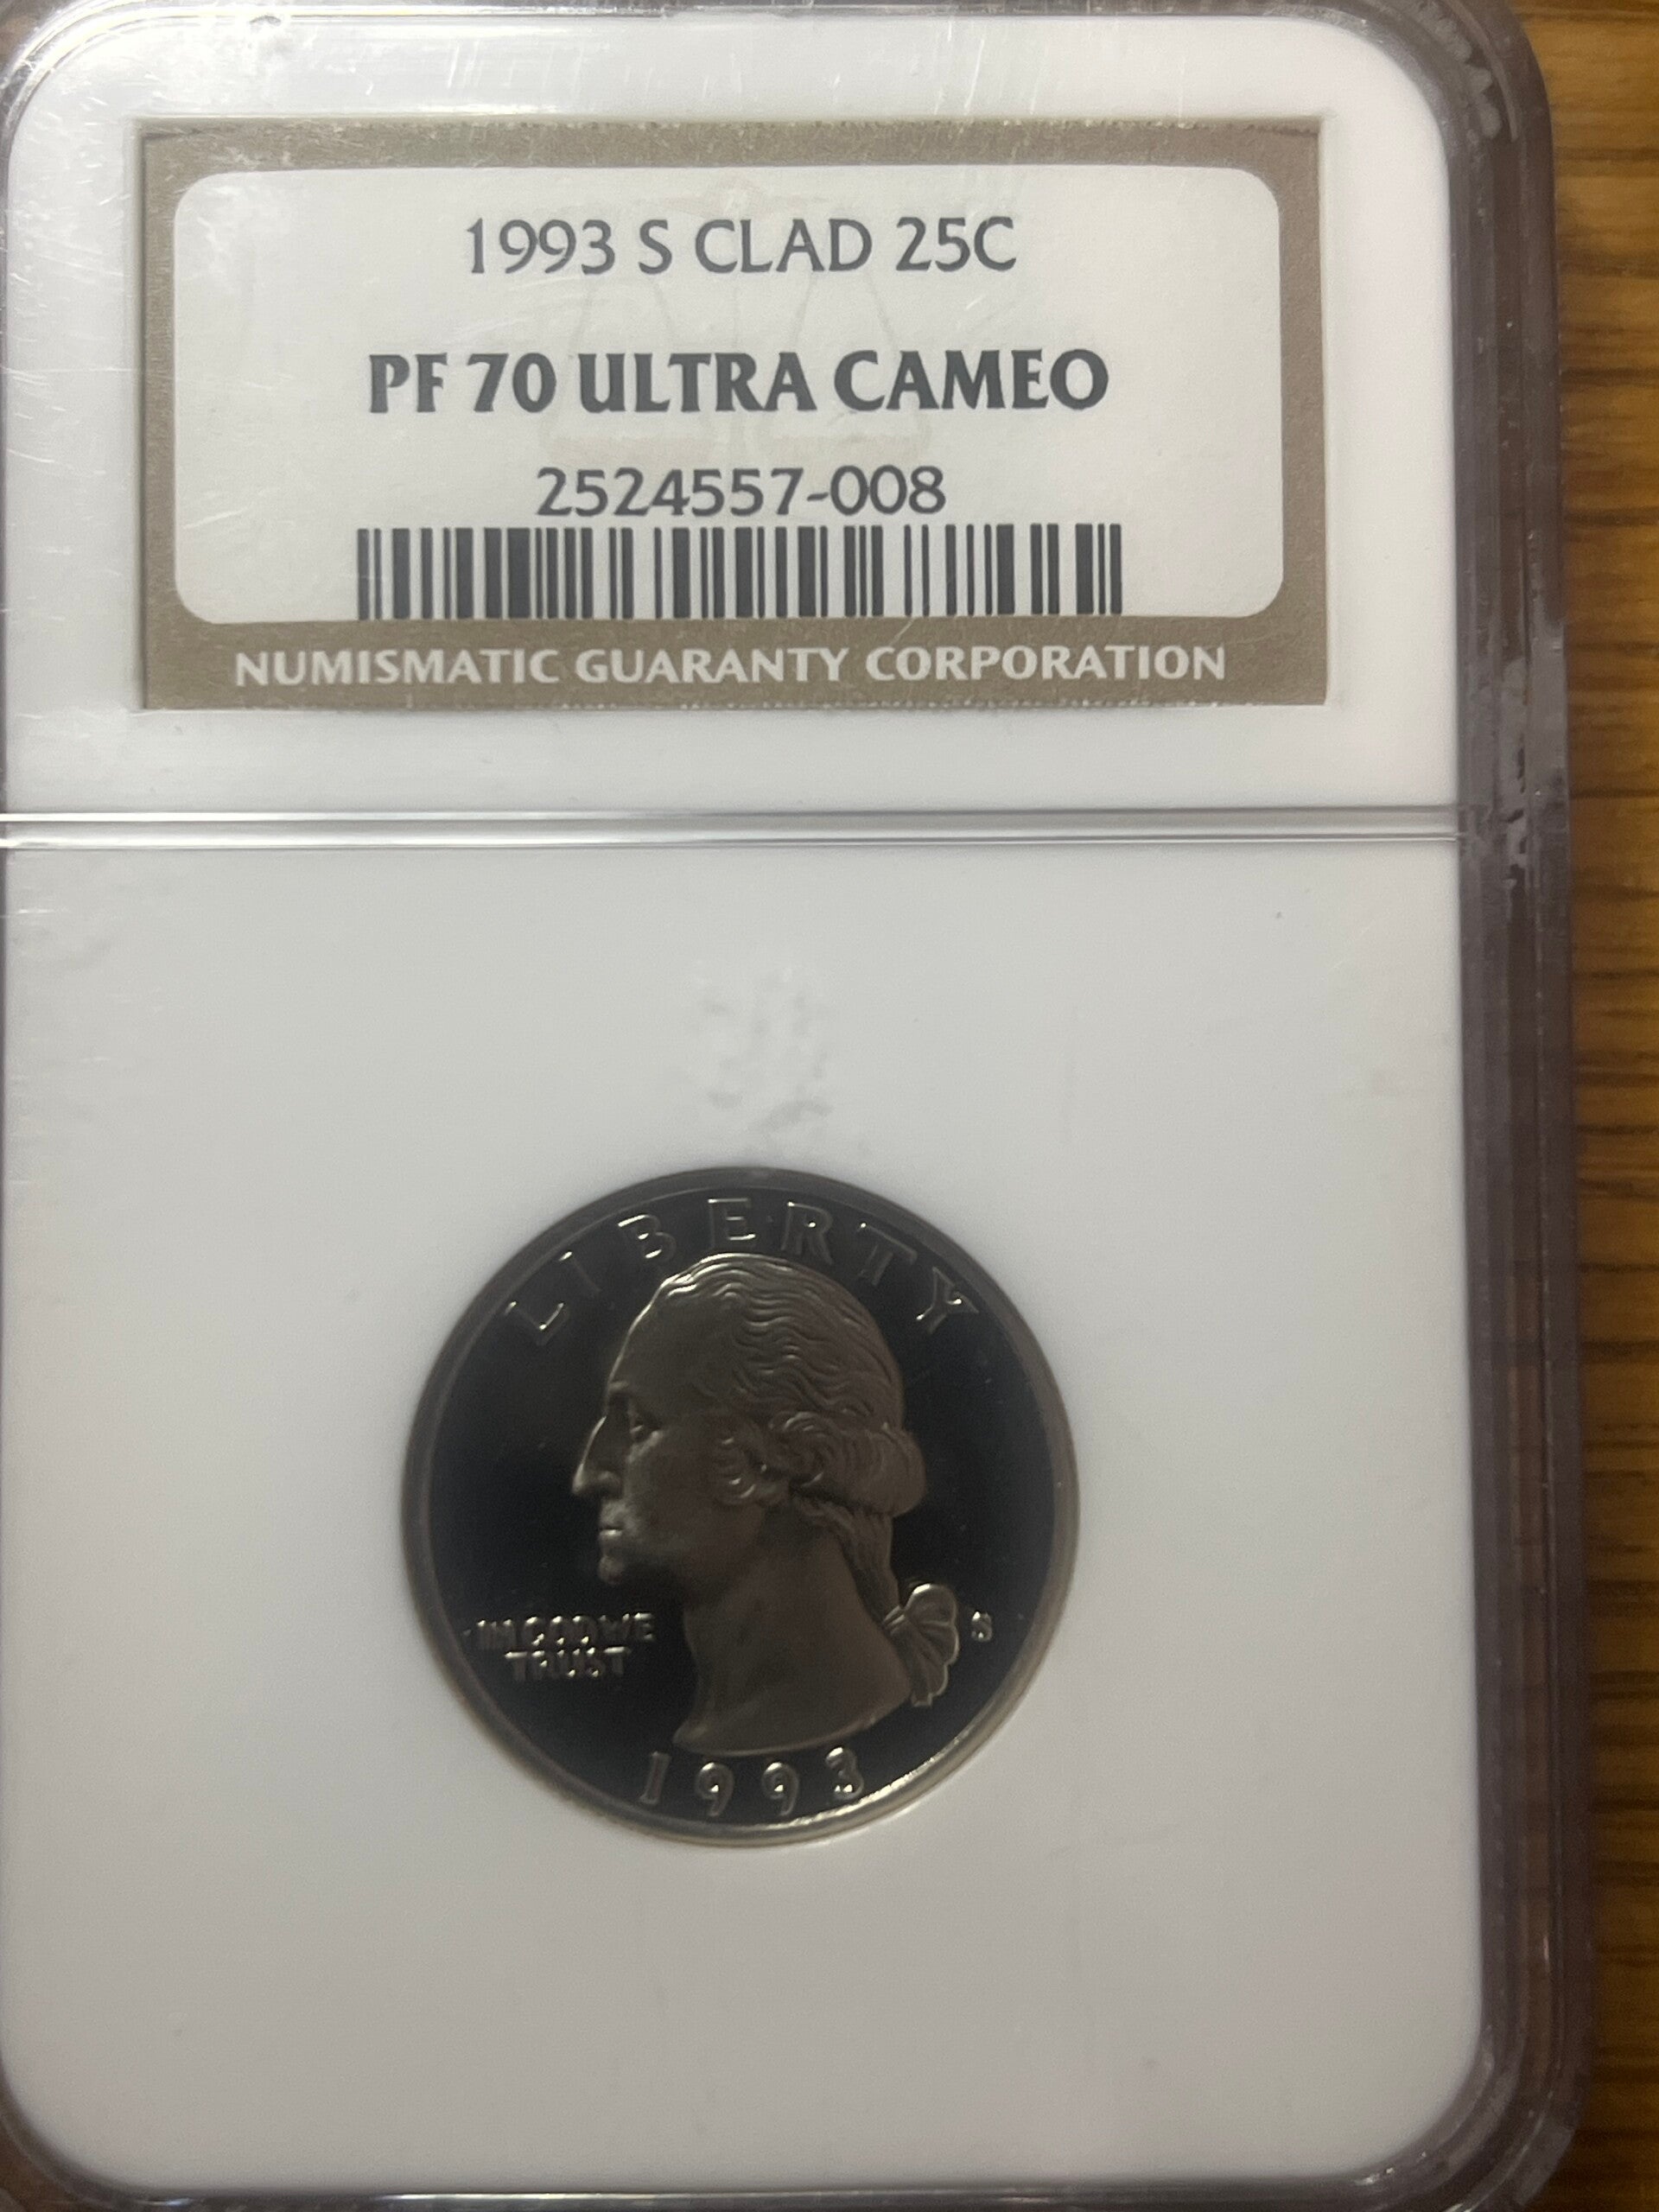 1993 S CLAD 25C
PF 70 ULTRA CAMEO
2524557-008
NUMISMATIC GUARANTY CORPORATION
LIBERTY
IN GOD WE
TRUST
S
1993